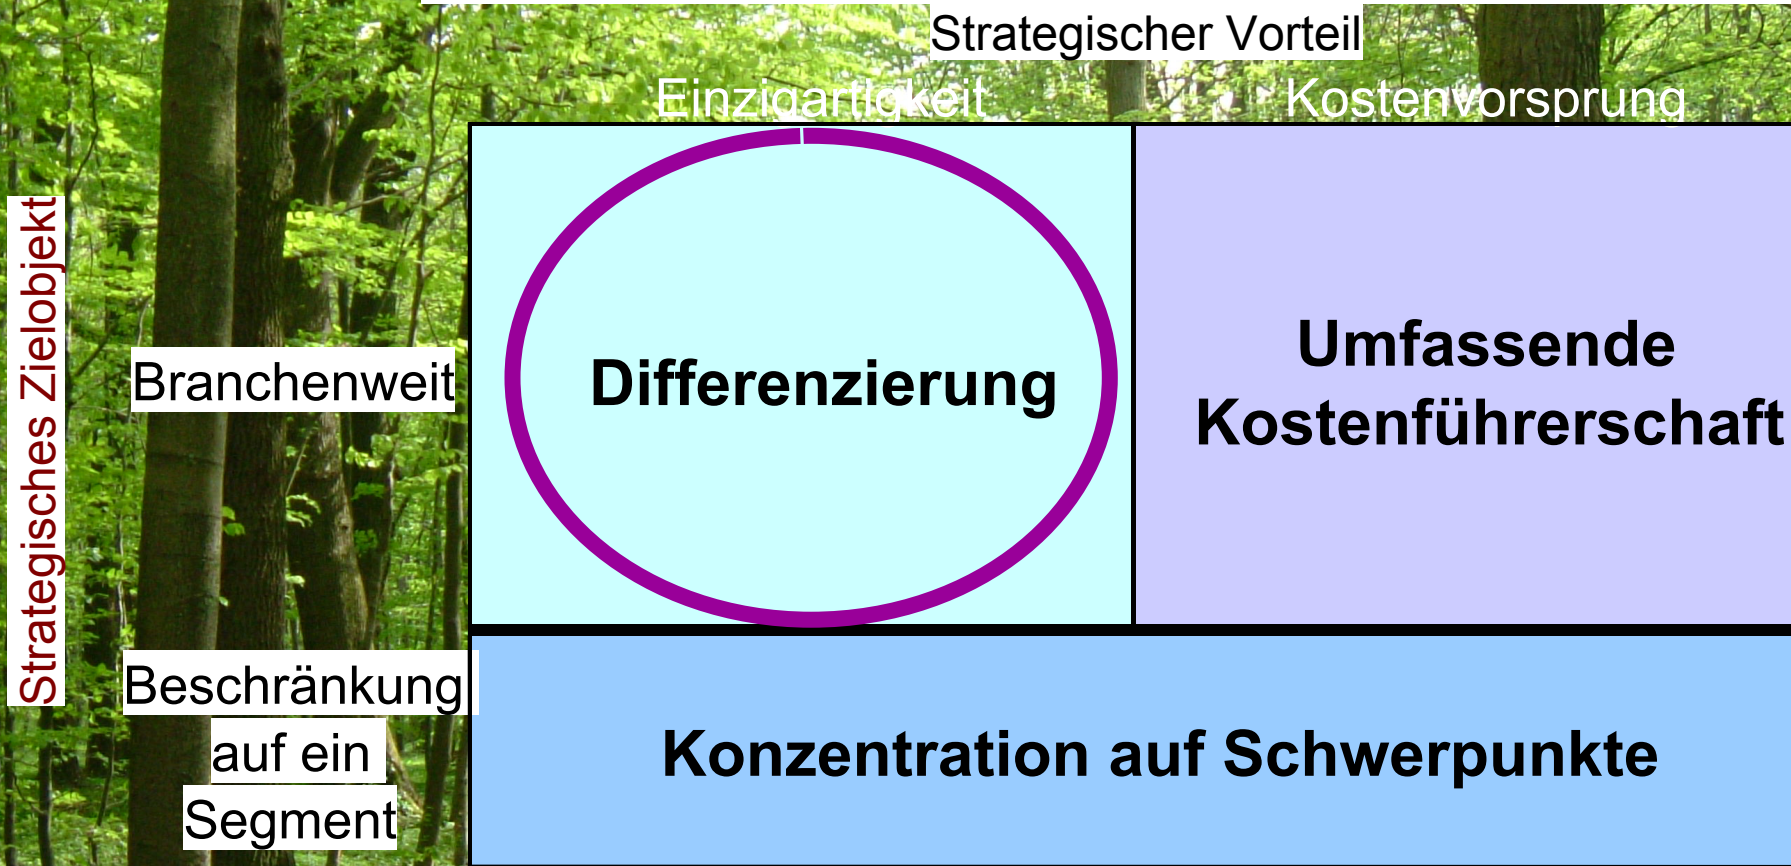 Strategischer Vorteil
Einzigartigkeit
Kostenvorsprung
Strategisches Zielobjekt
Branchenweit
Differenzierung
Umfassende
Kostenführerschaft
Beschränkung
auf ein
Segment
Konzentration auf Schwerpunkte